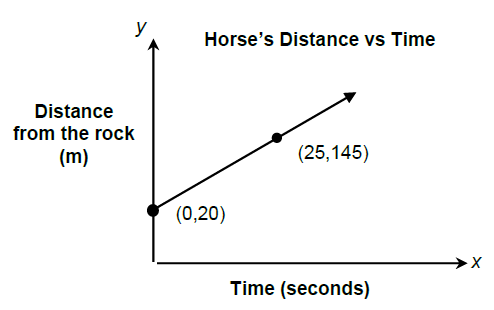 y
Horse's Distance vs Time
Distance
from the rock
(m)
(25,145)
(0,20)
x
Time (seconds)